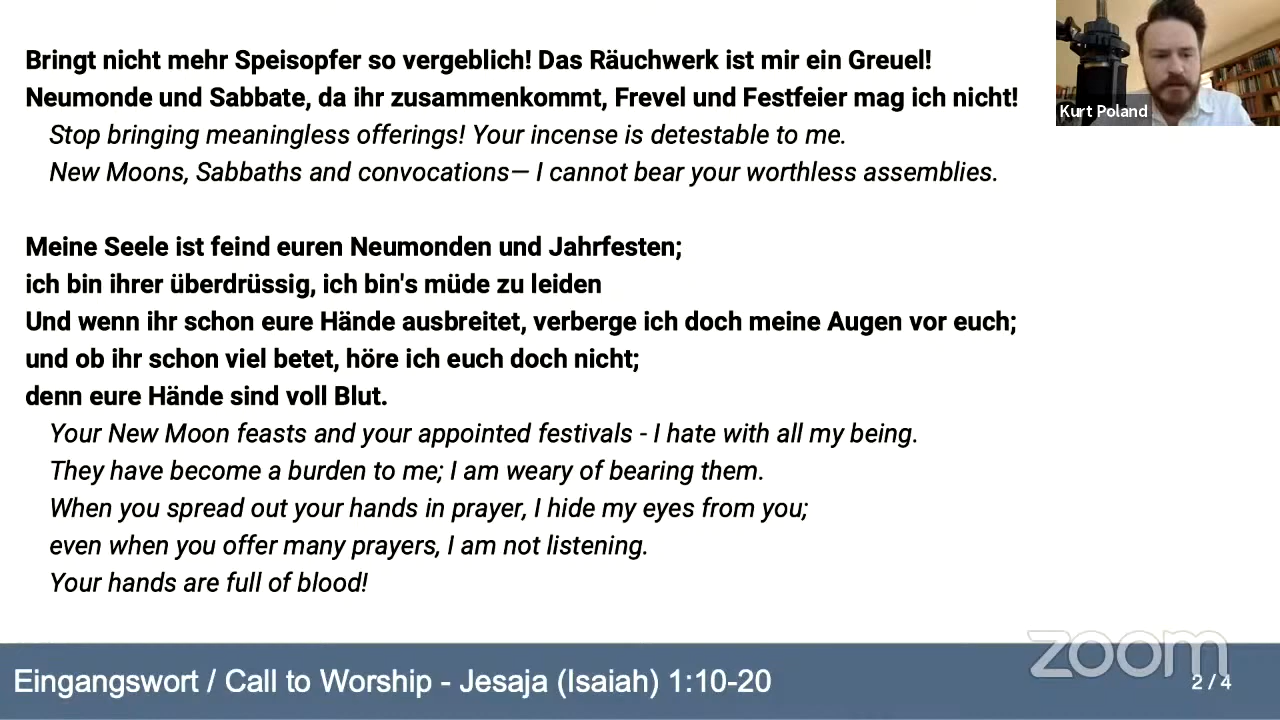 Bringt nicht mehr Speisopfer so vergeblich! Das Räuchwerk ist mir ein Greuel!
Neumonde und Sabbate, da ihr zusammenkommt, Frevel und Festfeier mag ich nicht!
Stop bringing meaningless offerings! Your incense is detestable to me.
New Moons, Sabbaths and convocations— I cannot bear your worthless assemblies.
Meine Seele ist feind euren Neumonden und Jahrfesten;
ich bin ihrer überdrüssig, ich bin's müde zu leiden
Und wenn ihr schon eure Hände ausbreitet, verberge ich doch meine Augen vor euch;
und ob ihr schon viel betet, höre ich euch doch nicht;
denn eure Hände sind voll Blut.
Your New Moon feasts and your appointed festivals - I hate with all my being.
They have become a burden to me; I am weary of bearing them.
When you spread out your hands in prayer, I hide my eyes from you;
even when you offer many prayers, I am not listening.
Your hands are full of blood!
Kurt Poland
Eingangswort / Call to Worship - Jesaja (Isaiah) 1:10-20
zoom
2 / 4